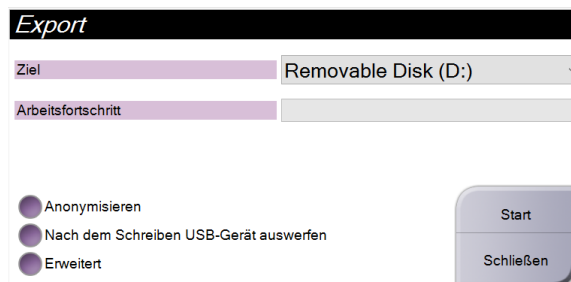 Export
Ziel
Removable Disk (D:)
Arbeitsfortschritt
Anonymisieren
Nach dem Schreiben USB-Gerät auswerfen
Erweitert
Start
Schließen